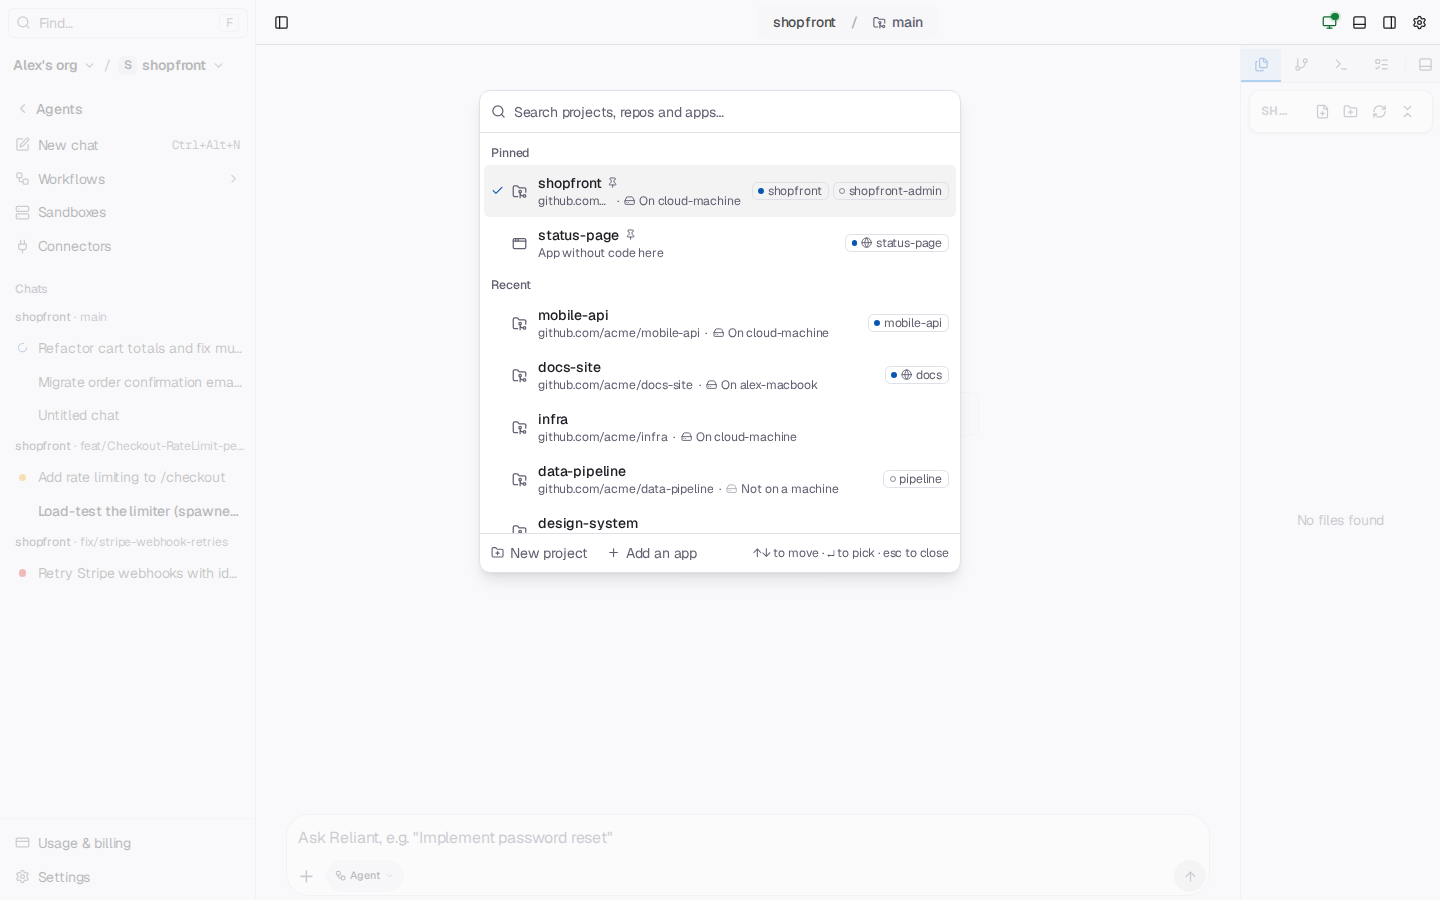 Find...
F
shopfront / main
Alex's org / S shopfront
Agents
New chat Ctrl+Alt+N
Workflows
Sandboxes
Connectors
Chats
shopfront · main
Refactor cart totals and fix mu...
Migrate order confirmation ema...
Untitled chat
shopfront · feat/Checkout-RateLimit-pe...
Add rate limiting to /checkout
Load-test the limiter (spawne...
shopfront · fix/stripe-webhook-retries
Retry Stripe webhooks with id...
Usage & billing
Settings
Search projects, repos and apps...
Pinned
shopfront
github.com... · On cloud-machine
shopfront
shopfront-admin
status-page
App without code here
status-page
Recent
mobile-api
github.com/acme/mobile-api · On cloud-machine
mobile-api
docs-site
github.com/acme/docs-site · On alex-macbook
docs
infra
github.com/acme/infra · On cloud-machine
data-pipeline
github.com/acme/data-pipeline · Not on a machine
pipeline
design-system
New project
+ Add an app
↑↓ to move · ↵ to pick · esc to close
SH...
No files found
Ask Reliant, e.g. "Implement password reset"
Agent